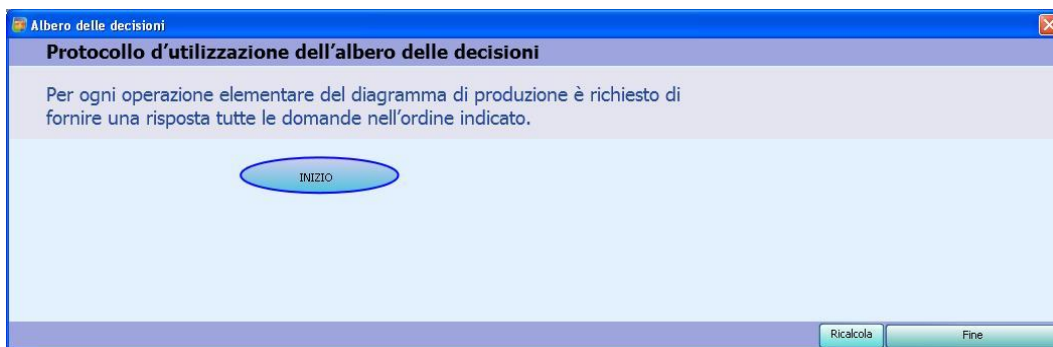 Albero delle decisioni
Protocollo d'utilizzazione dell'albero delle decisioni
Per ogni operazione elementare del diagramma di produzione è richiesto di
fornire una risposta tutte le domande nell'ordine indicato.
INIZIO
Ricalcola
Fine